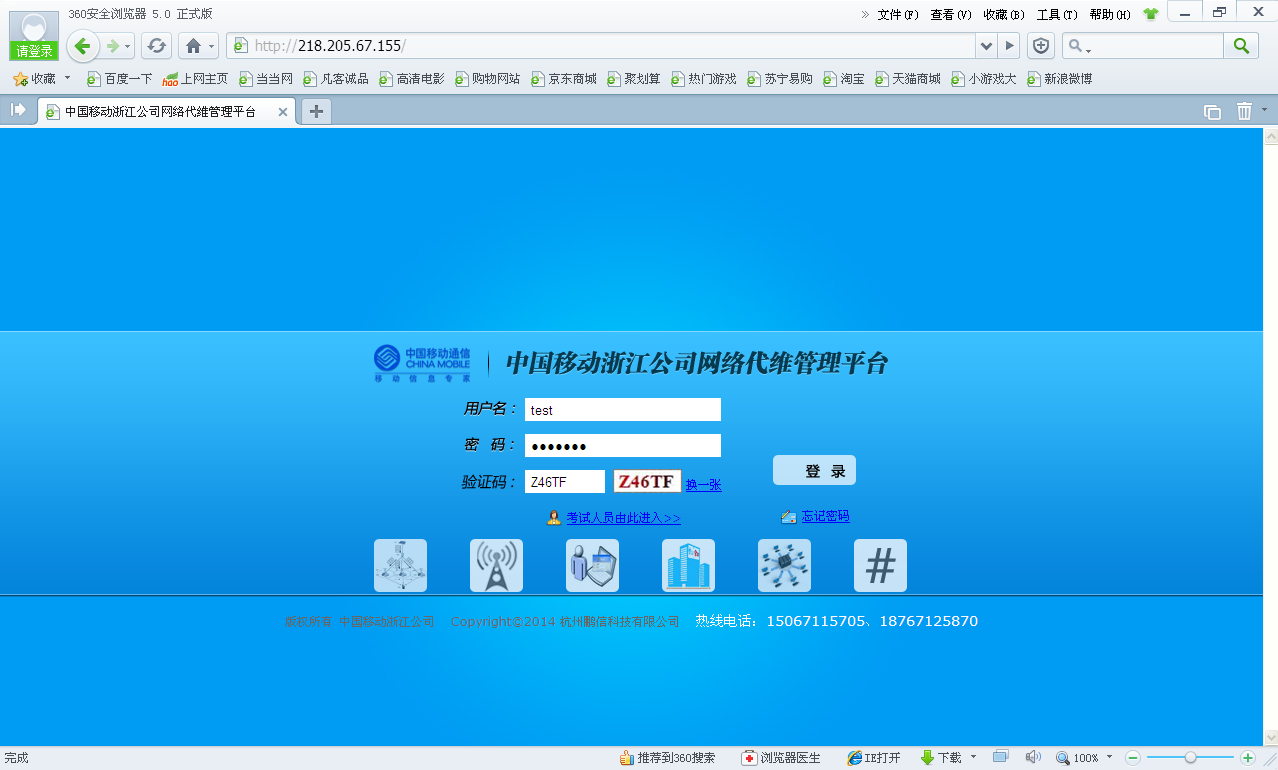 360安全浏览器 5.0 正式版
» 文件(F) 查看(V) 收藏(B) 工具(T) 帮助(H)
请登录
http://218.205.67.155/
收藏 百度一下 上网主页 当当网 凡客诚品 高清电影 购物网站 京东商城 聚划算 热门游戏 苏宁易购 淘宝 天猫商城 小游戏大 新浪微博
中国移动浙江公司网络代维管理平台
中国移动通信
CHINA MOBILE
移动信息专家
中国移动浙江公司网络代维管理平台
用户名： test
密 码： •••••••
验证码： Z46TF Z46TF 换一张
登 录
考试人员由此进入>> 忘记密码
#
版权所有 中国移动浙江公司 Copyright©2014 杭州鹏信科技有限公司 热线电话：15067115705、18767125870
完成 推荐到360搜索 浏览器医生 IE打开 下载 100%